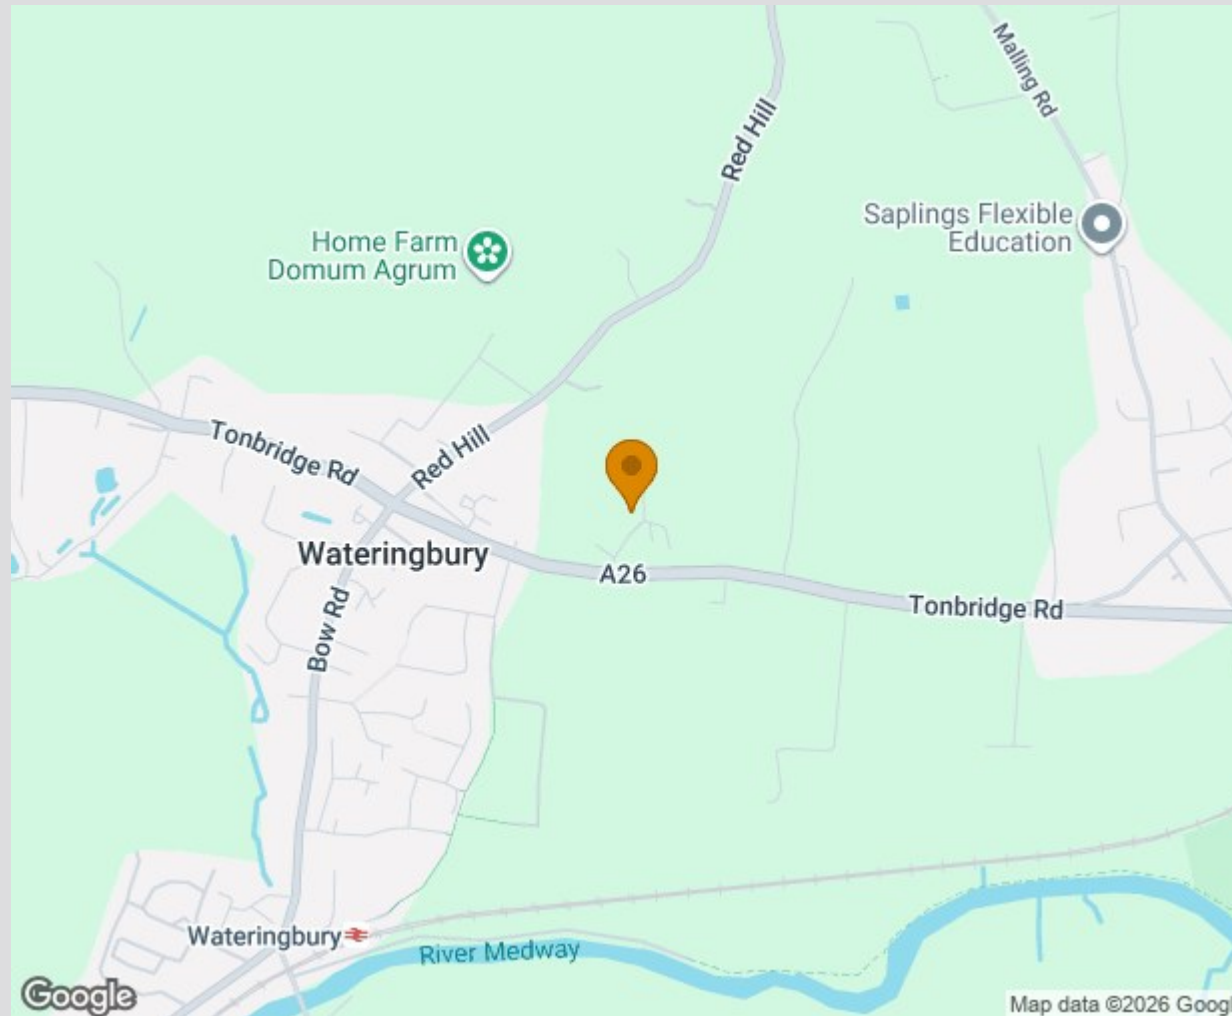 Malling Rd
Red Hill
Saplings Flexible
Education
Home Farm
Domum Agrum
Tonbridge Rd
Red Hill
Wateringbury
A26
Tonbridge Rd
Bow Rd
Wateringbury
River Medway
Google
Map data ©2026 Googl